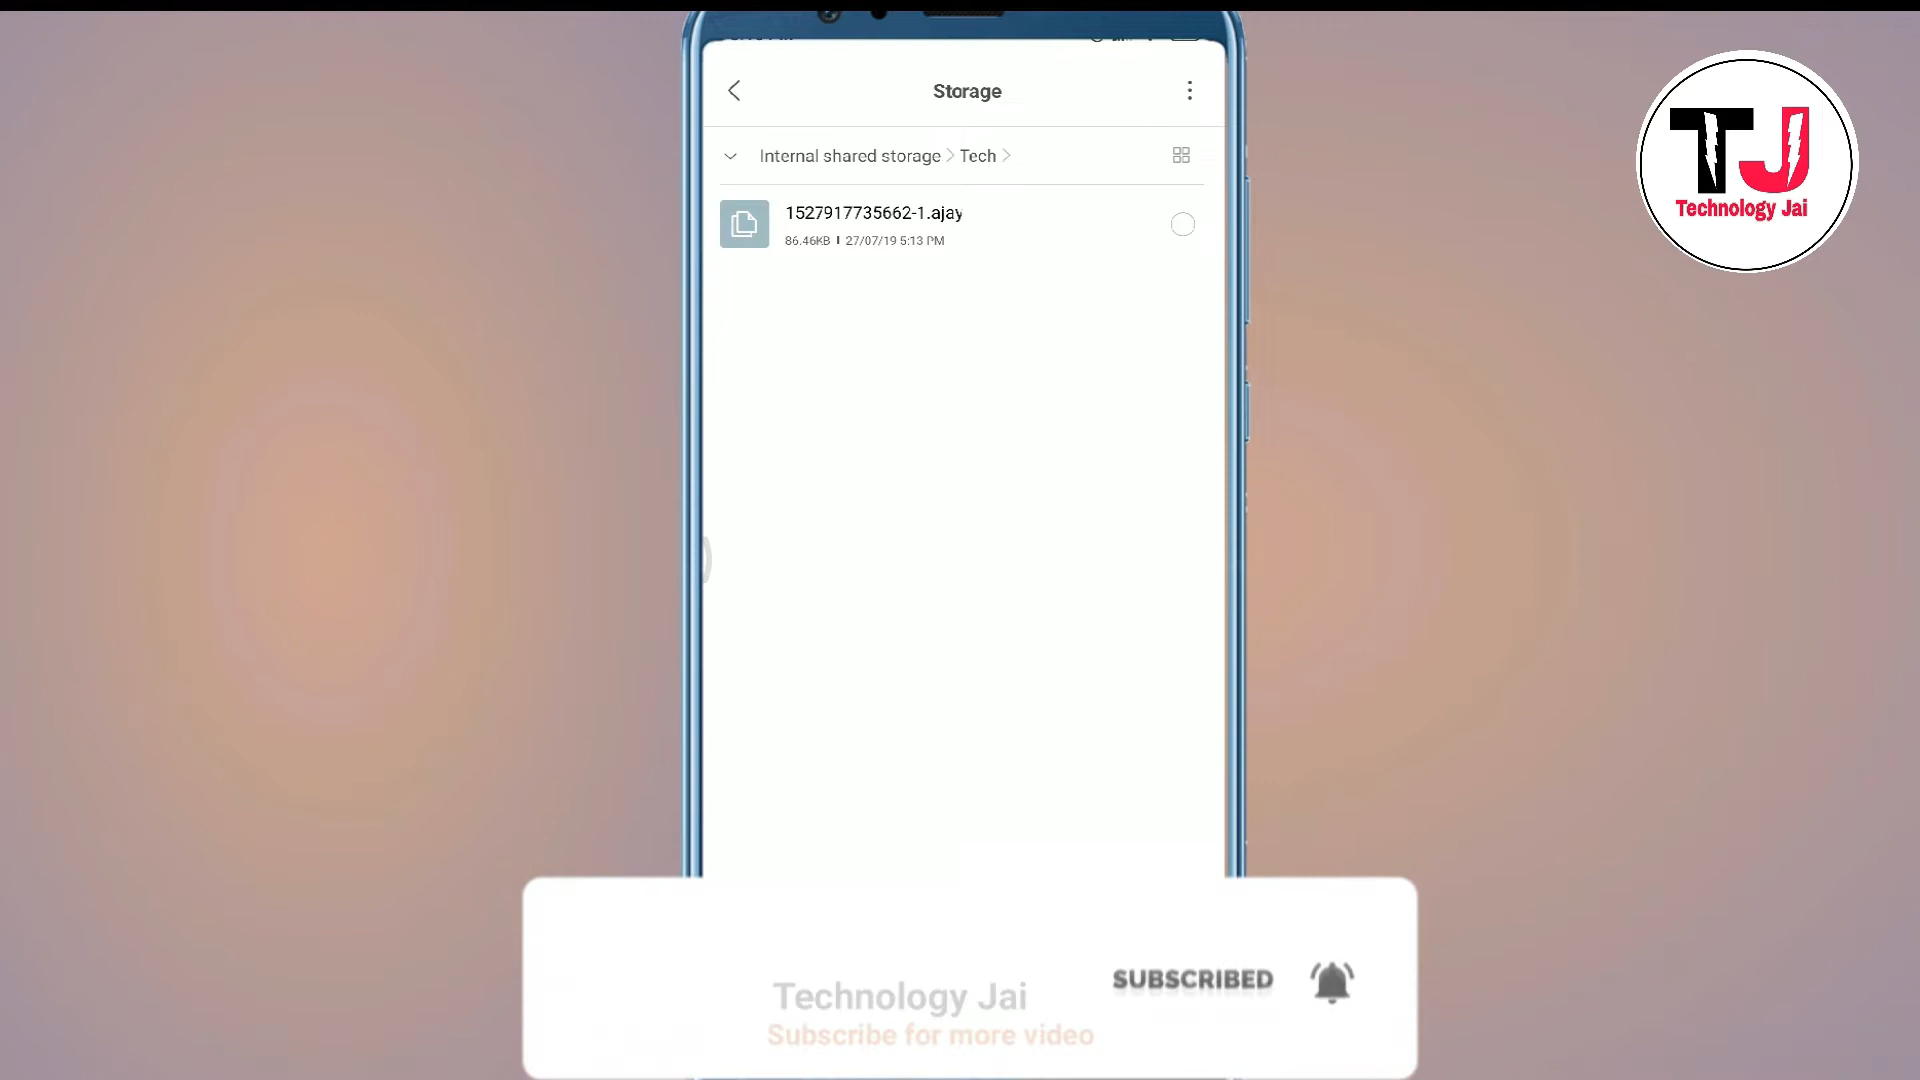 Storage
Internal shared storage > Tech >
1527917735662-1.ajay
86.46KB | 27/07/19 5:13 PM
TJ
Technology Jai
SUBSCRIBED
Technology Jai
Subscribe for more video